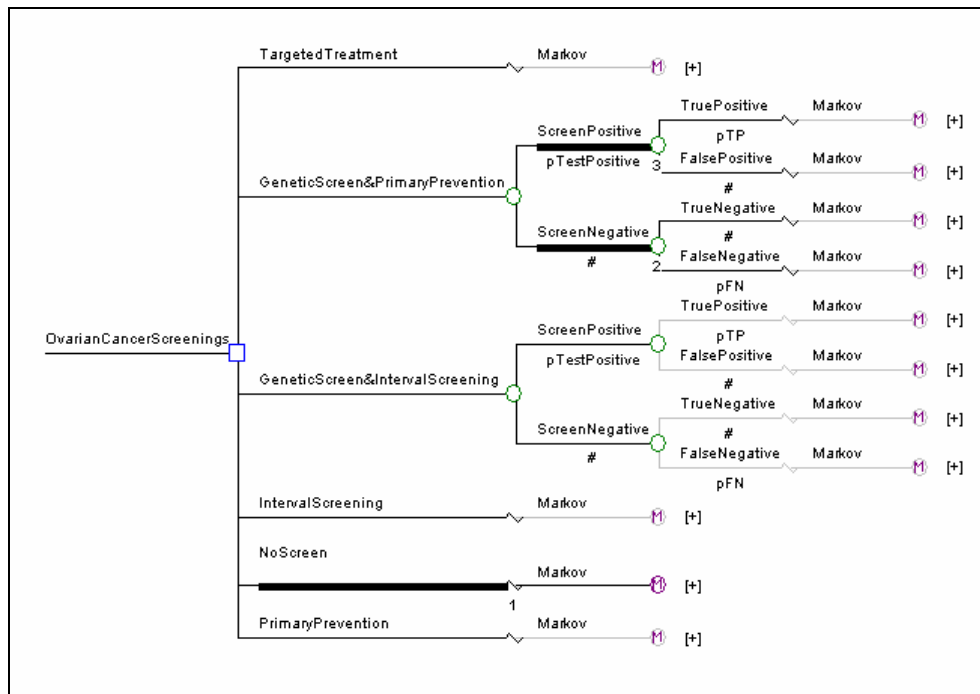 TargetedTreatment Markov M [+]
TruePositive Markov M [+]
ScreenPositive pTP
pTestPositive 3 FalsePositive Markov M [+]
GeneticScreen&PrimaryPrevention #
TrueNegative Markov M [+]
ScreenNegative #
# 2 FalseNegative Markov M [+]
pFN
TruePositive Markov M [+]
ScreenPositive pTP
OvarianCancerScreenings pTestPositive FalsePositive Markov M [+]
GeneticScreen&IntervalScreening #
TrueNegative Markov M [+]
ScreenNegative #
# FalseNegative Markov M [+]
pFN
IntervalScreening Markov M [+]
NoScreen Markov M [+]
1
PrimaryPrevention Markov M [+]